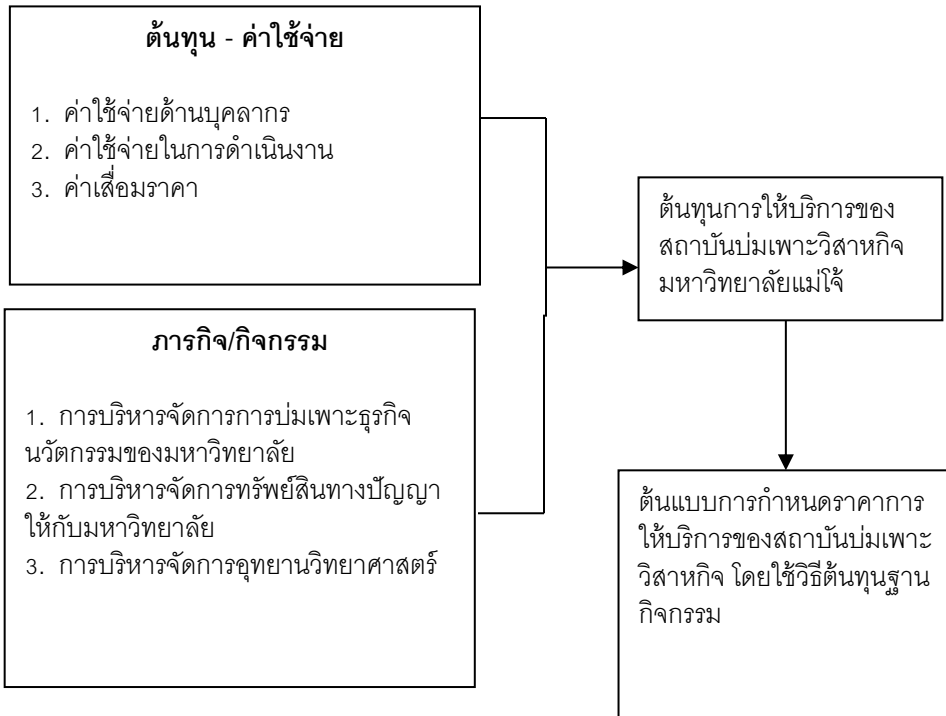 ต้นทุน - ค่าใช้จ่าย
1. ค่าใช้จ่ายด้านบุคลากร
2. ค่าใช้จ่ายในการดำเนินงาน
3. ค่าเสื่อมราคา
ภารกิจ/กิจกรรม
1. การบริหารจัดการการบ่มเพาะธุรกิจ
นวัตกรรมของมหาวิทยาลัย
2. การบริหารจัดการทรัพย์สินทางปัญญา
ให้กับมหาวิทยาลัย
3. การบริหารจัดการอุทยานวิทยาศาสตร์
ต้นทุนการให้บริการของ
สถาบันบ่มเพาะวิสาหกิจ
มหาวิทยาลัยแม่โจ้
ต้นแบบการกำหนดราคาการ
ให้บริการของสถาบันบ่มเพาะ
วิสาหกิจ โดยใช้วิธีต้นทุนฐาน
กิจกรรม